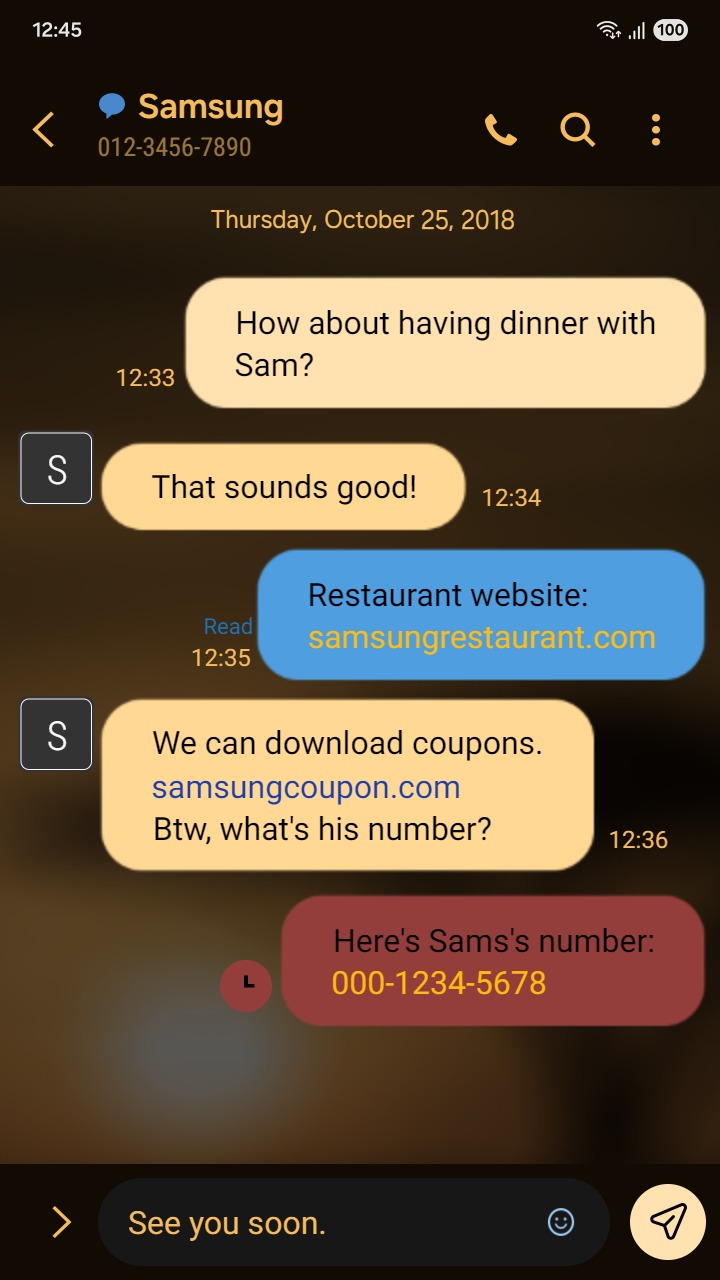 12:45
100
Samsung
012-3456-7890
Thursday, October 25, 2018
How about having dinner with
Sam?
12:33
S
That sounds good!
12:34
Restaurant website:
samsungrestaurant.com
Read
12:35
S
We can download coupons.
samsungcoupon.com
Btw, what's his number?
12:36
Here's Sams's number:
000-1234-5678
See you soon.